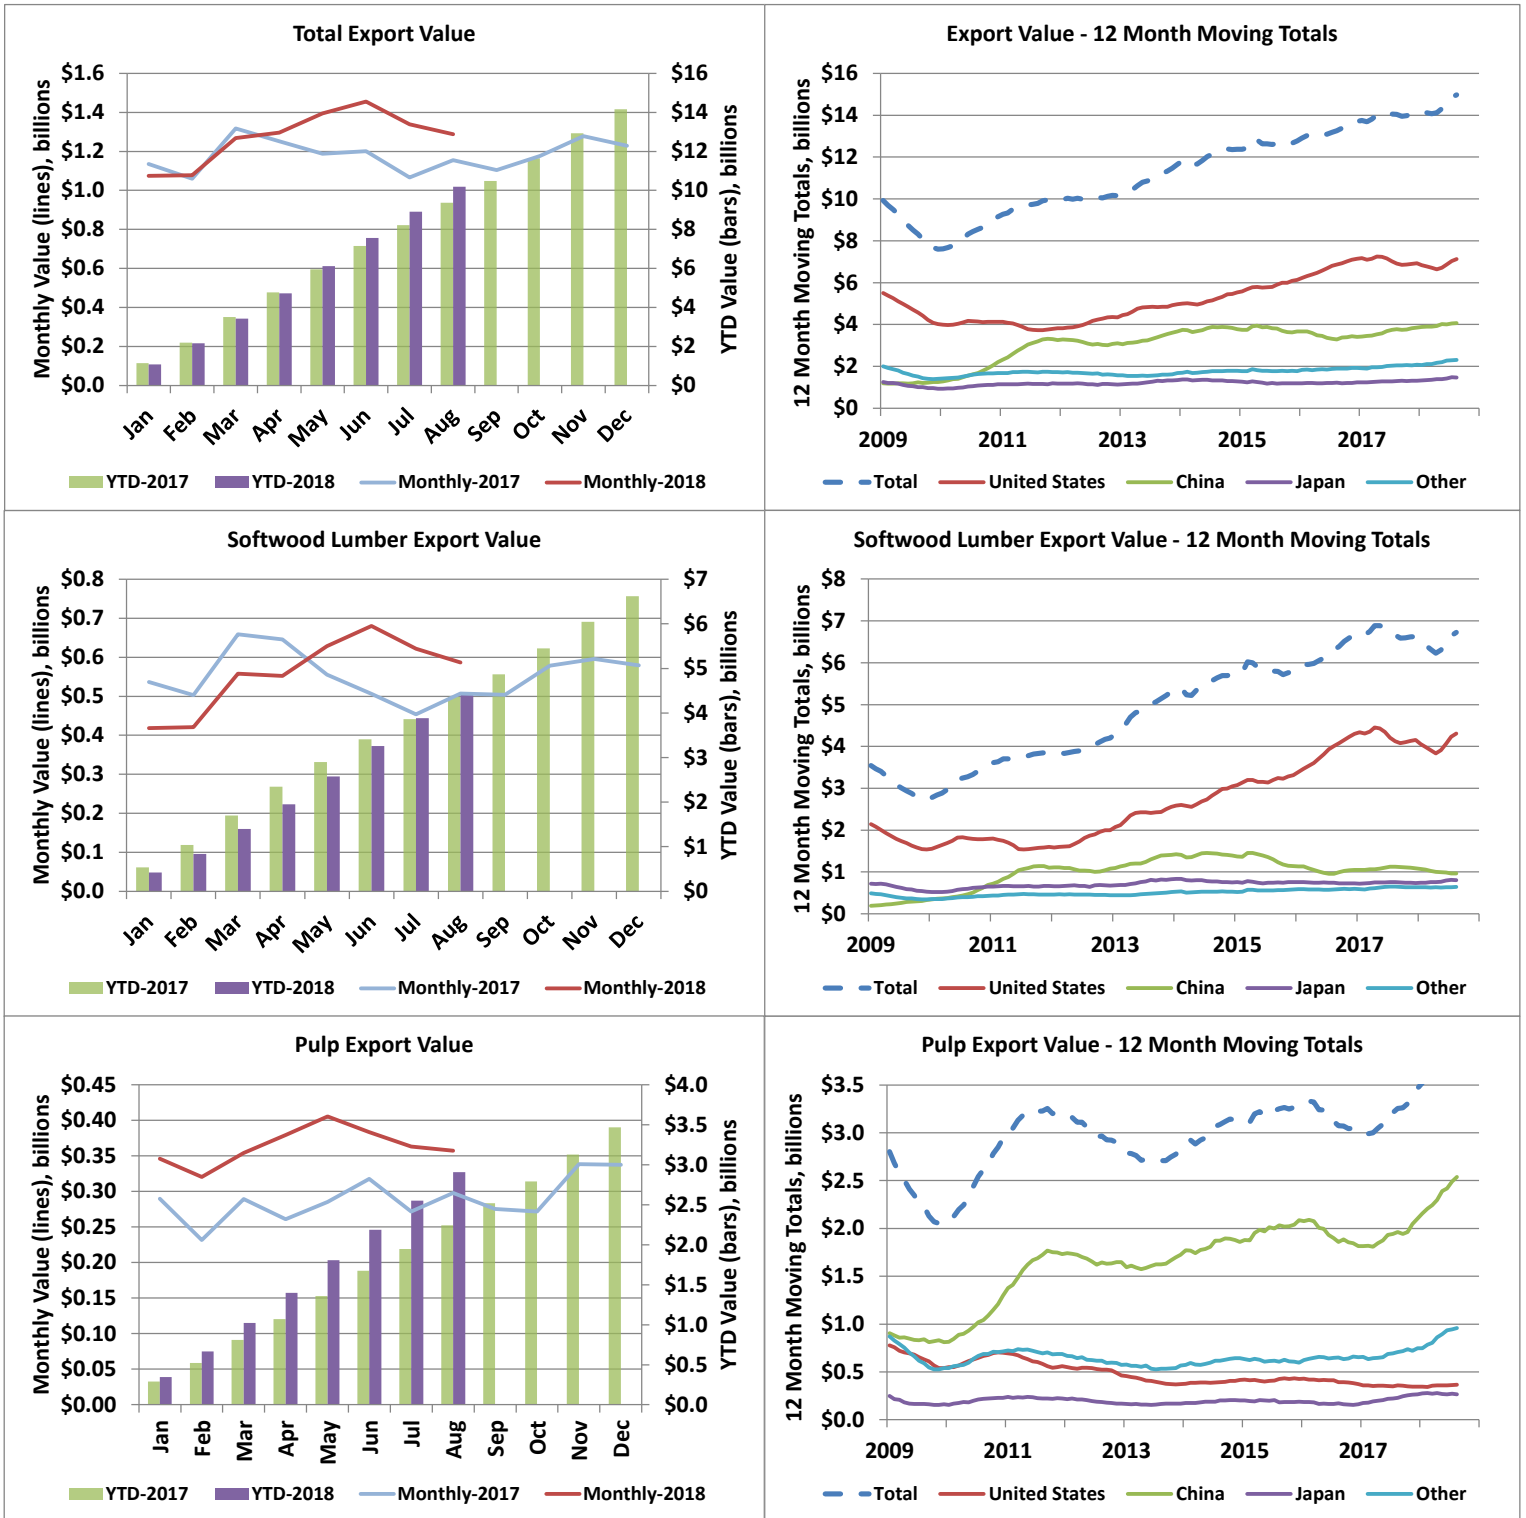 Total Export Value
Monthly Value (lines), billions
$1.6
$1.4
$1.2
$1.0
$0.8
$0.6
$0.4
$0.2
$0.0
$16
$14
$12
$10
$8
$6
$4
$2
$0
YTD Value (bars), billions
Jan Feb Mar Apr May Jun Jul Aug Sep Oct Nov Dec
YTD-2017 YTD-2018 Monthly-2017 Monthly-2018
Export Value - 12 Month Moving Totals
12 Month Moving Totals, billions
$16
$14
$12
$10
$8
$6
$4
$2
$0
2009 2011 2013 2015 2017
Total United States China Japan Other
Softwood Lumber Export Value
Monthly Value (lines), billions
$0.8
$0.7
$0.6
$0.5
$0.4
$0.3
$0.2
$0.1
$0.0
$7
$6
$5
$4
$3
$2
$1
$0
YTD Value (bars), billions
Jan Feb Mar Apr May Jun Jul Aug Sep Oct Nov Dec
YTD-2017 YTD-2018 Monthly-2017 Monthly-2018
Softwood Lumber Export Value - 12 Month Moving Totals
12 Month Moving Totals, billions
$8
$7
$6
$5
$4
$3
$2
$1
$0
2009 2011 2013 2015 2017
Total United States China Japan Other
Pulp Export Value
Monthly Value (lines), billions
$0.45
$0.40
$0.35
$0.30
$0.25
$0.20
$0.15
$0.10
$0.05
$0.00
$4.0
$3.5
$3.0
$2.5
$2.0
$1.5
$1.0
$0.5
$0.0
YTD Value (bars), billions
Jan Feb Mar Apr May Jun Jul Aug Sep Oct Nov Dec
YTD-2017 YTD-2018 Monthly-2017 Monthly-2018
Pulp Export Value - 12 Month Moving Totals
12 Month Moving Totals, billions
$3.5
$3.0
$2.5
$2.0
$1.5
$1.0
$0.5
$0.0
2009 2011 2013 2015 2017
Total United States China Japan Other